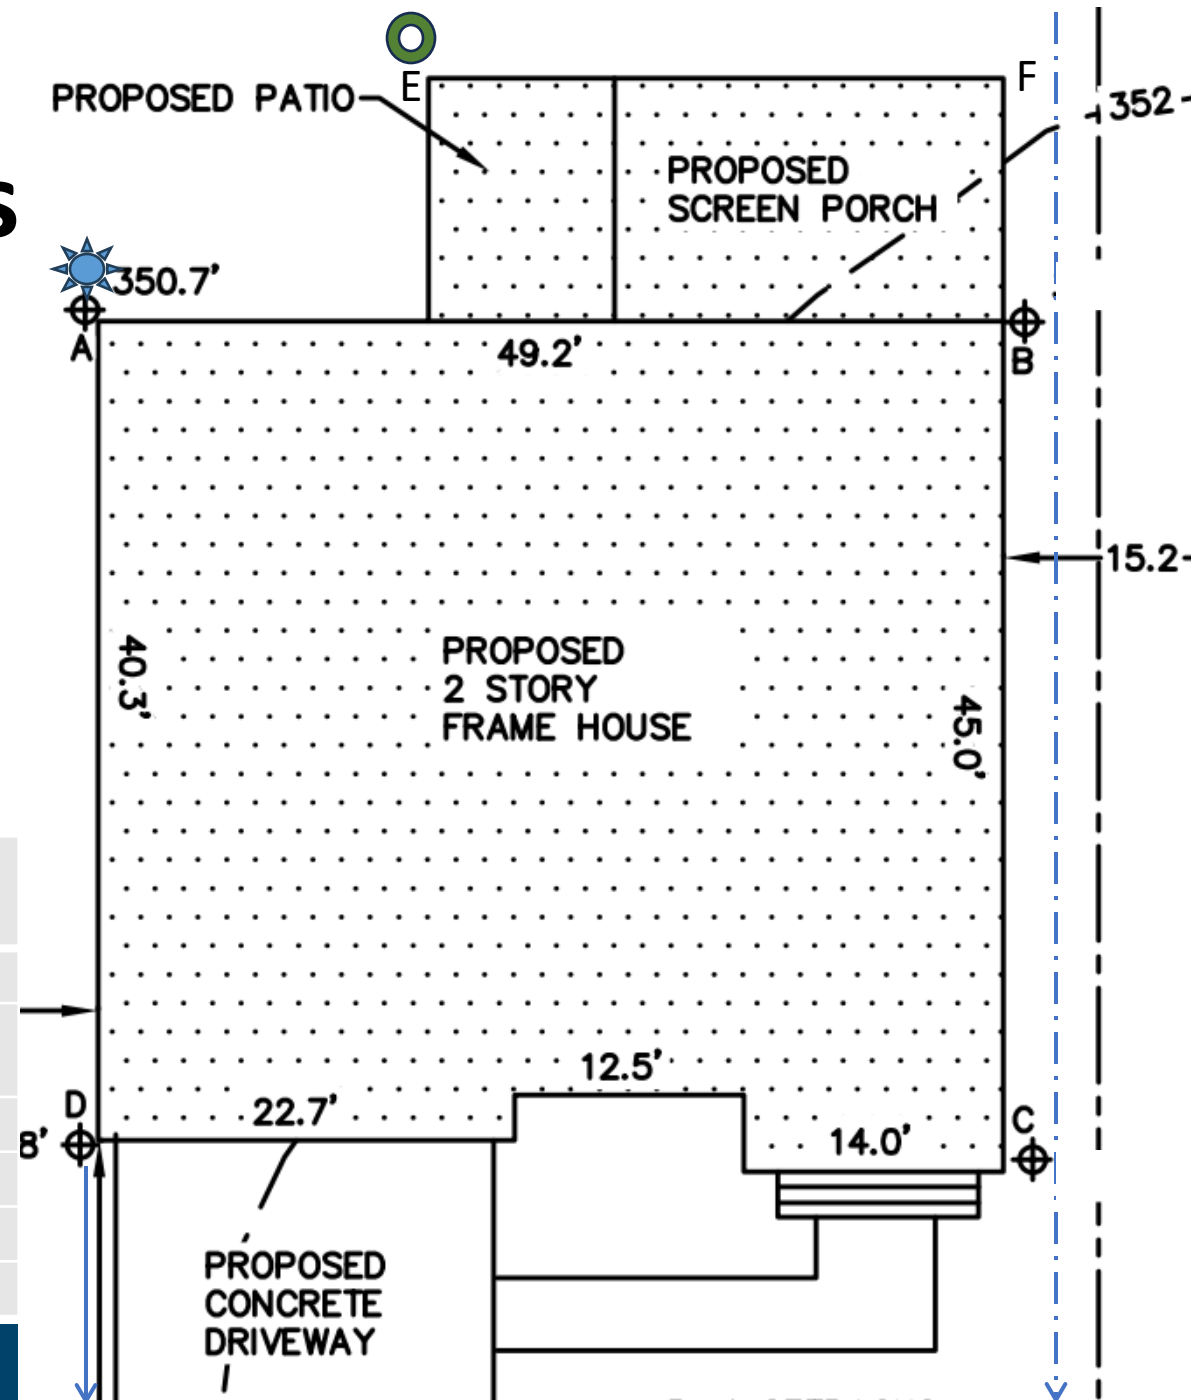 E
F
PROPOSED PATIO
352
PROPOSED
SCREEN PORCH
S
350.7'
A
49.2'
B
15.2
40.3'
PROPOSED
2 STORY
FRAME HOUSE
45.0'
12.5'
D
22.7'
C
8'
14.0'
PROPOSED
CONCRETE
DRIVEWAY